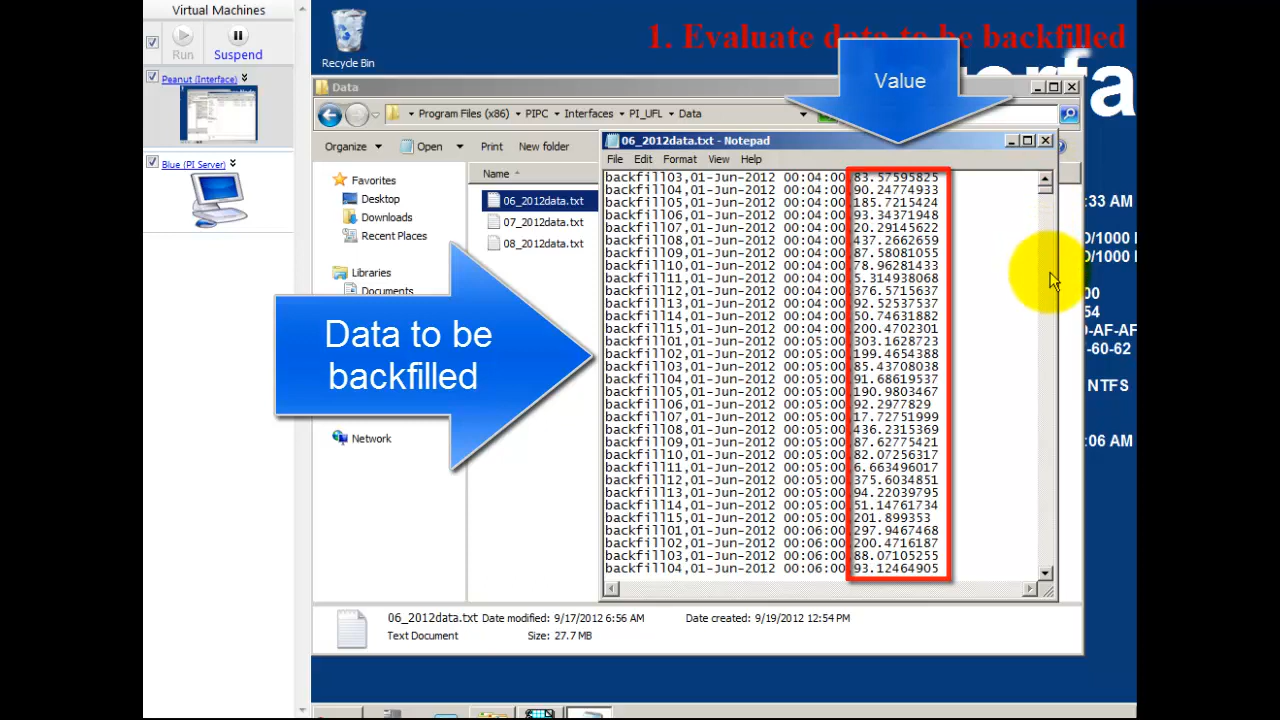 Virtual Machines
Run
Suspend
Peanut (Interface)
Blue (PI Server)
Recycle Bin
1. Evaluate data to be backfilled
Value
Data
Program Files (x86) PIPC Interfaces PI_UFL Data
Organize Open Print New folder
Favorites
Desktop
Downloads
Recent Places
Libraries
Documents
Network
Name
06_2012data.txt
07_2012data.txt
08_2012data.txt
Data to be
backfilled
06_2012data.txt - Notepad
File Edit Format View Help
backfill03,01-Jun-2012 00:04:00,83.57595825
backfill04,01-Jun-2012 00:04:00,90.24774933
backfill05,01-Jun-2012 00:04:00,185.7215424
backfill06,01-Jun-2012 00:04:00,93.34371948
backfill07,01-Jun-2012 00:04:00,20.29145622
backfill08,01-Jun-2012 00:04:00,437.2662659
backfill09,01-Jun-2012 00:04:00,87.58081055
backfill10,01-Jun-2012 00:04:00,78.96281433
backfill11,01-Jun-2012 00:04:00,5.314938068
backfill12,01-Jun-2012 00:04:00,376.5715637
backfill13,01-Jun-2012 00:04:00,92.52537537
backfill14,01-Jun-2012 00:04:00,50.74631882
backfill15,01-Jun-2012 00:04:00,200.4702301
backfill01,01-Jun-2012 00:05:00,303.1628723
backfill02,01-Jun-2012 00:05:00,199.4654388
backfill03,01-Jun-2012 00:05:00,85.43708038
backfill04,01-Jun-2012 00:05:00,91.68619537
backfill05,01-Jun-2012 00:05:00,190.9803467
backfill06,01-Jun-2012 00:05:00,92.2977829
backfill07,01-Jun-2012 00:05:00,17.72751999
backfill08,01-Jun-2012 00:05:00,436.2315369
backfill09,01-Jun-2012 00:05:00,87.62775421
backfill10,01-Jun-2012 00:05:00,82.07256317
backfill11,01-Jun-2012 00:05:00,6.663496017
backfill12,01-Jun-2012 00:05:00,375.6034851
backfill13,01-Jun-2012 00:05:00,94.22039795
backfill14,01-Jun-2012 00:05:00,51.14761734
backfill15,01-Jun-2012 00:05:00,201.899353
backfill01,01-Jun-2012 00:06:00,297.9467468
backfill02,01-Jun-2012 00:06:00,200.4716187
backfill03,01-Jun-2012 00:06:00,88.07105255
backfill04,01-Jun-2012 00:06:00,93.12464905
:33 AM
0/1000
0/1000
00
54
D-AF-AF
-60-62
NTFS
:06 AM
06_2012data.txt Date modified: 9/17/2012 6:56 AM Date created: 9/19/2012 12:54 PM
Text Document Size: 27.7 MB